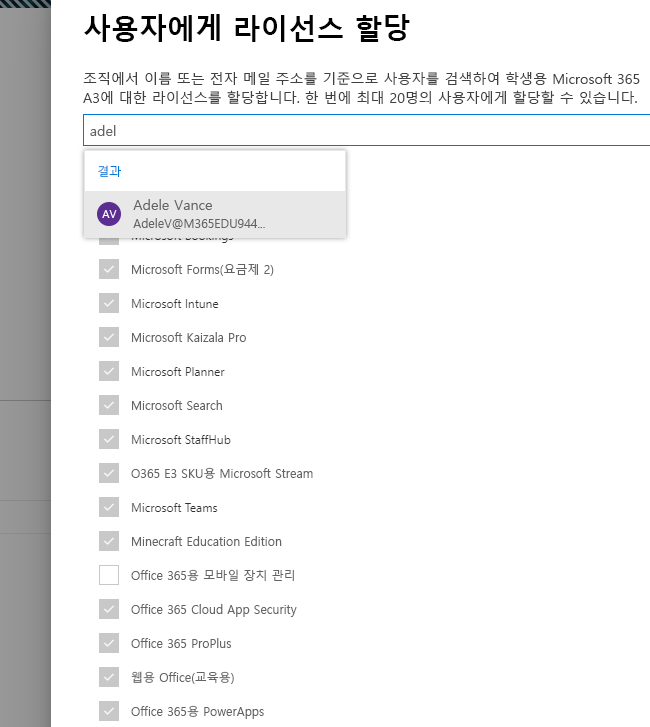 사용자에게 라이선스 할당
조직에서 이름 또는 전자 메일 주소를 기준으로 사용자를 검색하여 학생용 Microsoft 365
A3에 대한 라이선스를 할당합니다. 한 번에 최대 20명의 사용자에게 할당할 수 있습니다.
adel
결과
AV
Adele Vance
AdeleV@M365EDU944...
Microsoft Bookings
Microsoft Forms(요금제 2)
Microsoft Intune
Microsoft Kaizala Pro
Microsoft Planner
Microsoft Search
Microsoft StaffHub
O365 E3 SKU용 Microsoft Stream
Microsoft Teams
Minecraft Education Edition
Office 365용 모바일 장치 관리
Office 365 Cloud App Security
Office 365 ProPlus
웹용 Office(교육용)
Office 365용 PowerApps